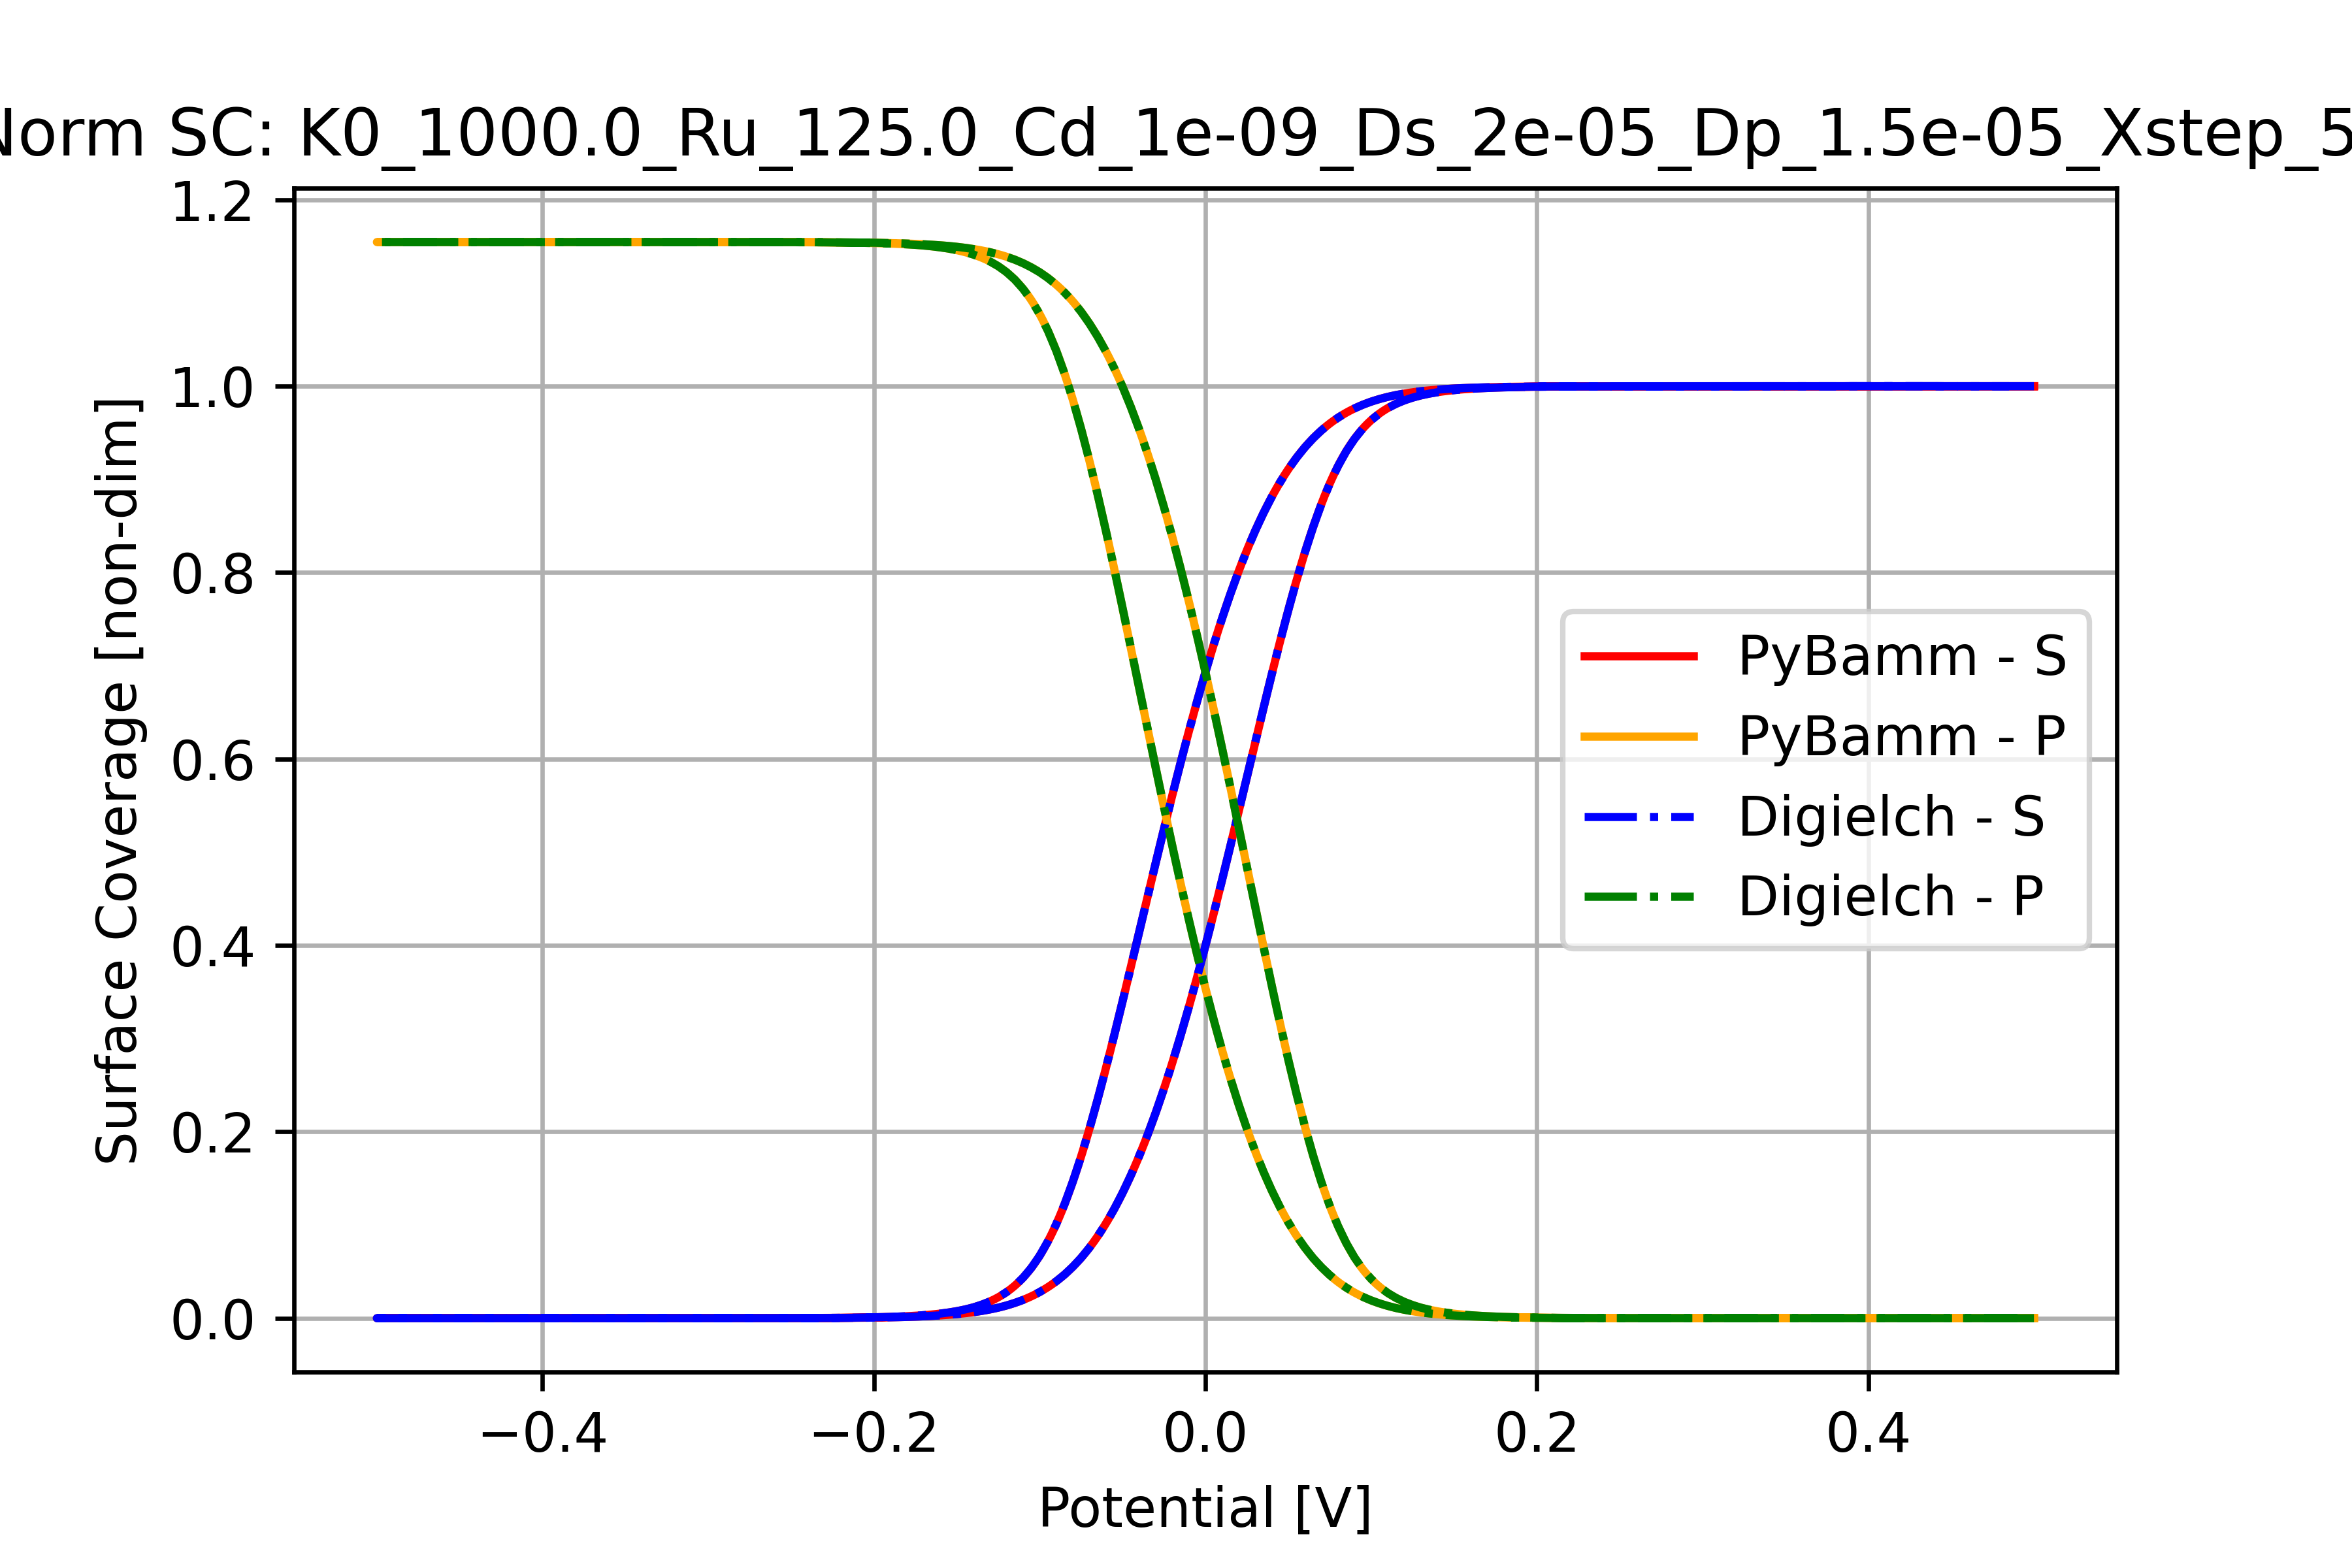 Norm SC: K0_1000.0_Ru_125.0_Cd_1e-09_Ds_2e-05_Dp_1.5e-05_Xstep_5
Surface Coverage [non-dim]
1.2
1.0
0.8
0.6
0.4
0.2
0.0
PyBamm - S
PyBamm - P
Digielch - S
Digielch - P
−0.4 −0.2 0.0 0.2 0.4
Potential [V]